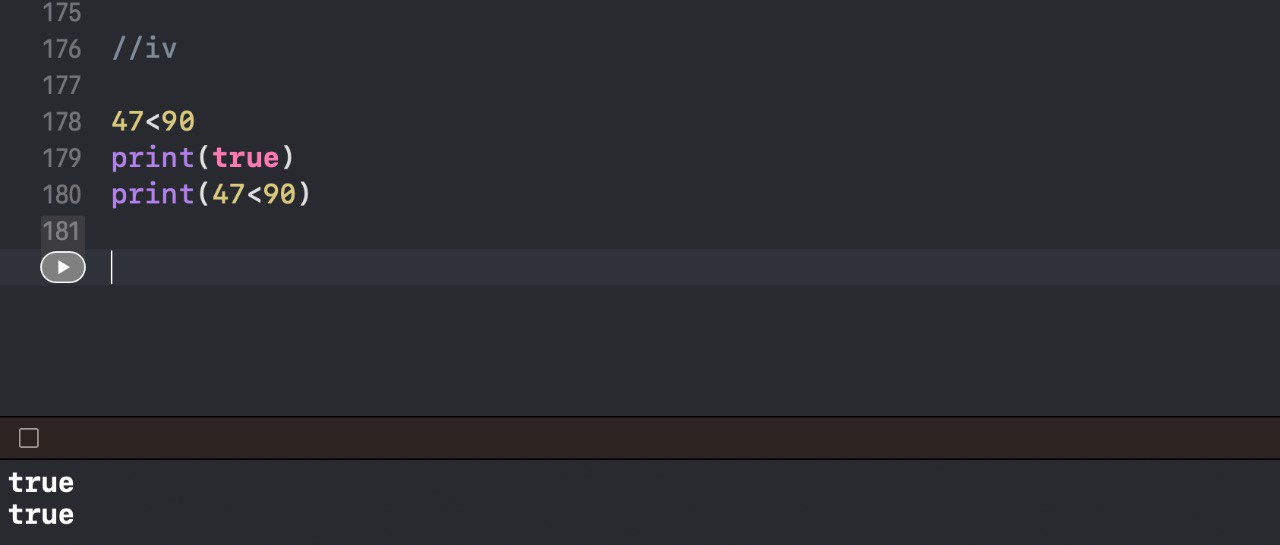 175
176 //iv
177
178 47<90
179 print(true)
180 print(47<90)
181
true
true